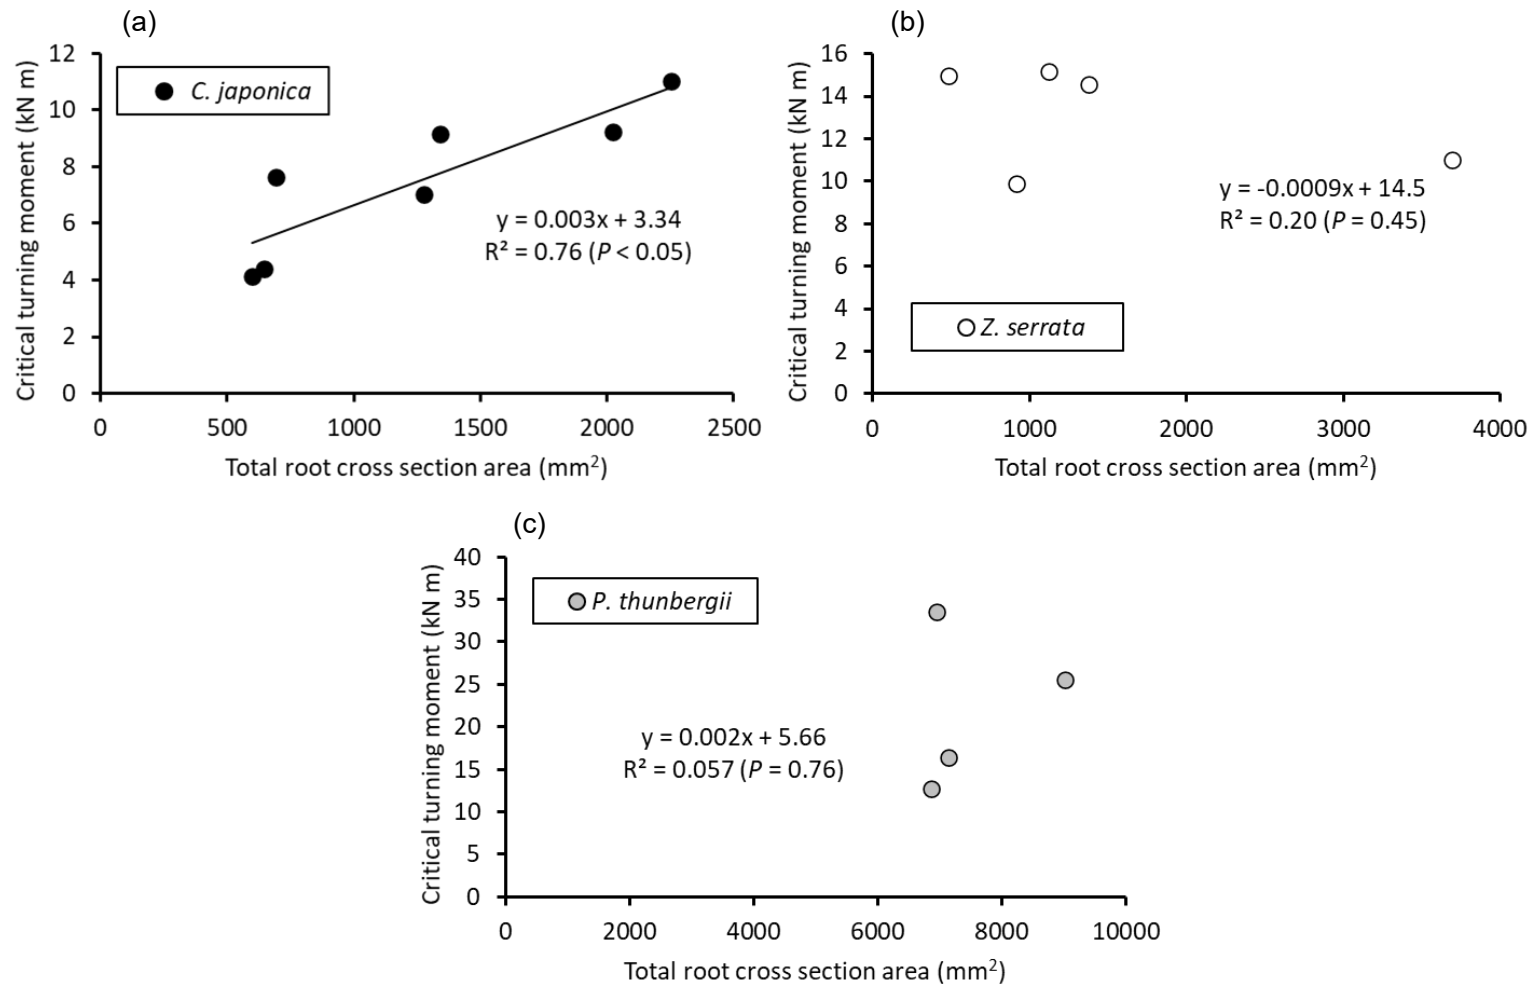 (a)
Critical turning moment (kN m)
12
10
8
6
4
2
0
C. japonica
y = 0.003x + 3.34
R² = 0.76 (P < 0.05)
0 500 1000 1500 2000 2500
Total root cross section area (mm²)
(b)
Critical turning moment (kN m)
16
14
12
10
8
6
4
2
0
y = -0.0009x + 14.5
R² = 0.20 (P = 0.45)
Z. serrata
0 1000 2000 3000 4000
Total root cross section area (mm²)
(c)
Critical turning moment (kN m)
40
35
30
25
20
15
10
5
0
P. thunbergii
y = 0.002x + 5.66
R² = 0.057 (P = 0.76)
0 2000 4000 6000 8000 10000
Total root cross section area (mm²)